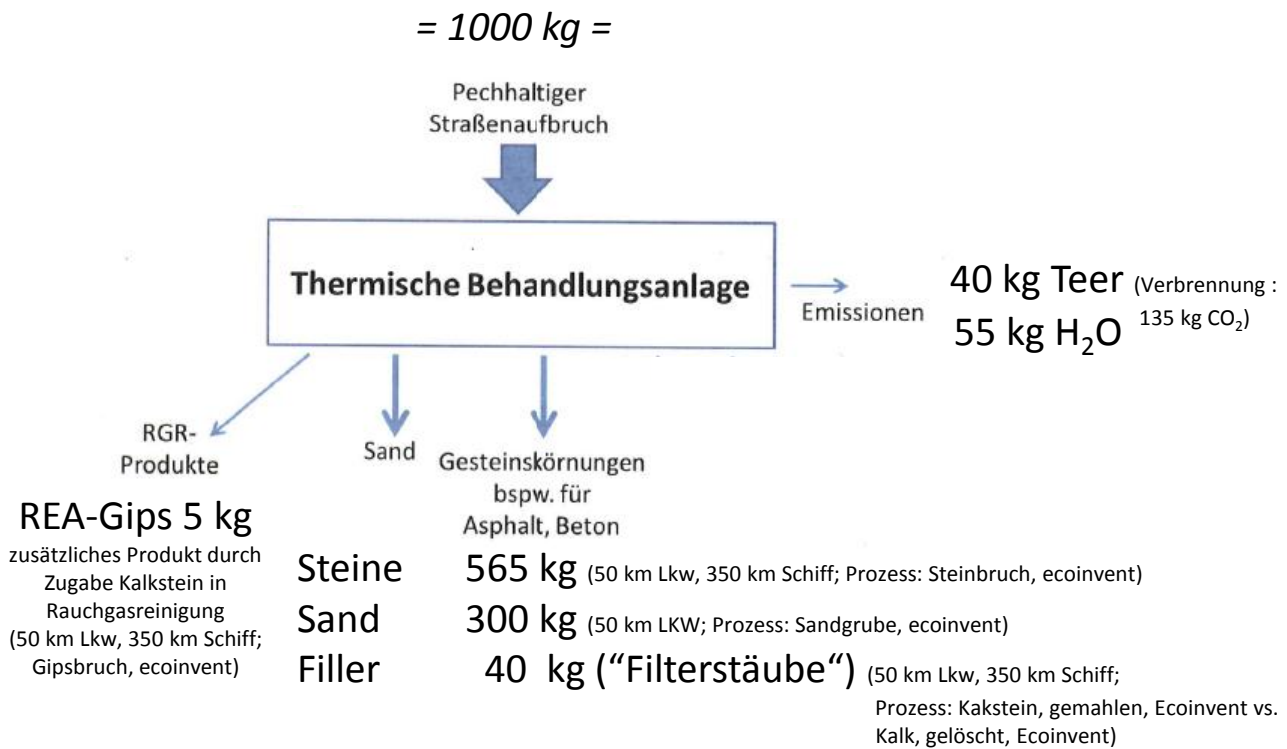 = 1000 kg =
Pechhaltiger
Straßenaufbruch
Thermische Behandlungsanlage
Emissionen
40 kg Teer (Verbrennung :
135 kg CO₂)
55 kg H₂O
RGR-
Produkte
Sand
Gesteinskörnungen
bspw. für
Asphalt, Beton
REA-Gips 5 kg
zusätzliches Produkt durch
Zugabe Kalkstein in
Rauchgasreinigung
(50 km Lkw, 350 km Schiff;
Gipsbruch, ecoinvent)
Steine 565 kg (50 km Lkw, 350 km Schiff; Prozess: Steinbruch, ecoinvent)
Sand 300 kg (50 km LKW; Prozess: Sandgrube, ecoinvent)
Filler 40 kg (“Filterstäube“) (50 km Lkw, 350 km Schiff;
Prozess: Kakstein, gemahlen, Ecoinvent vs.
Kalk, gelöscht, Ecoinvent)